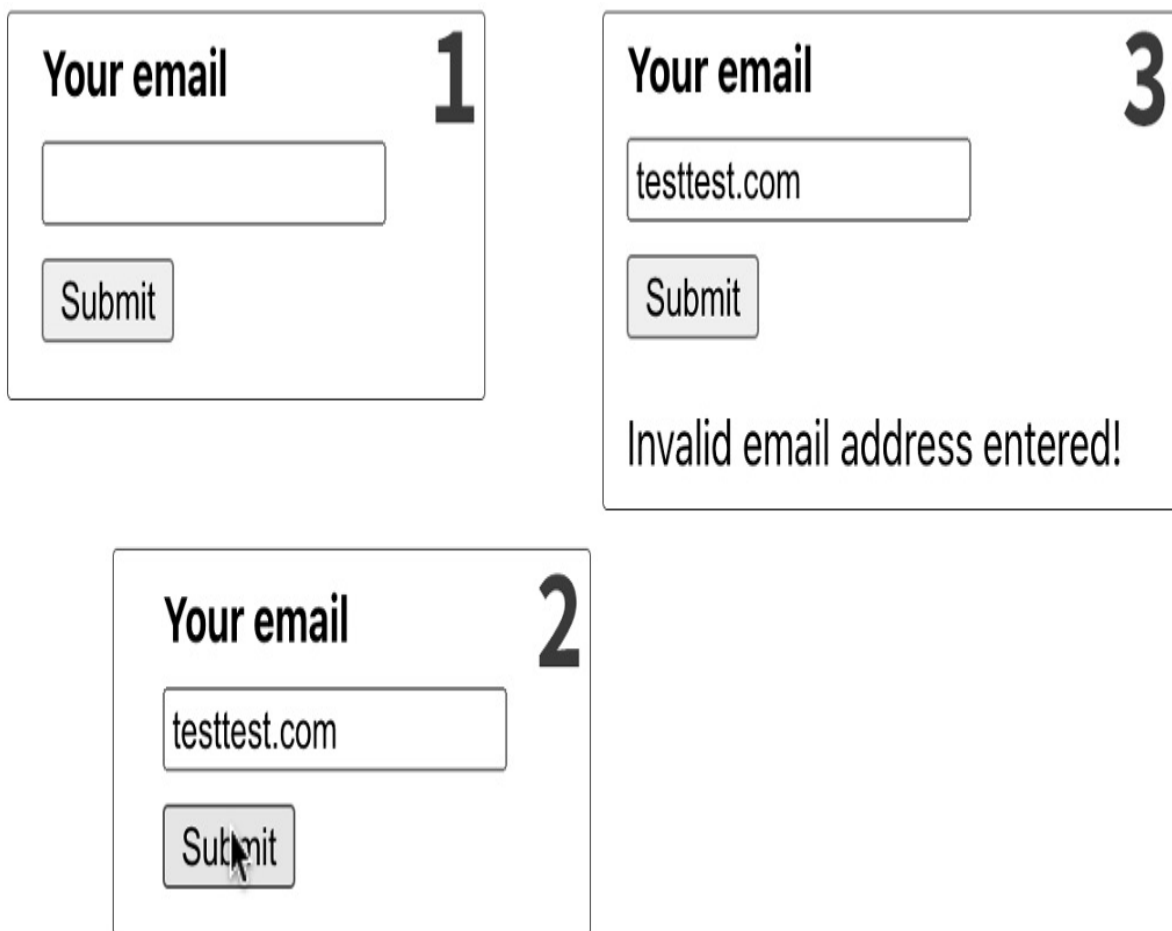 Your email
1
Submit
Your email
3
testtest.com
Submit
Invalid email address entered!
Your email
2
testtest.com
Submit